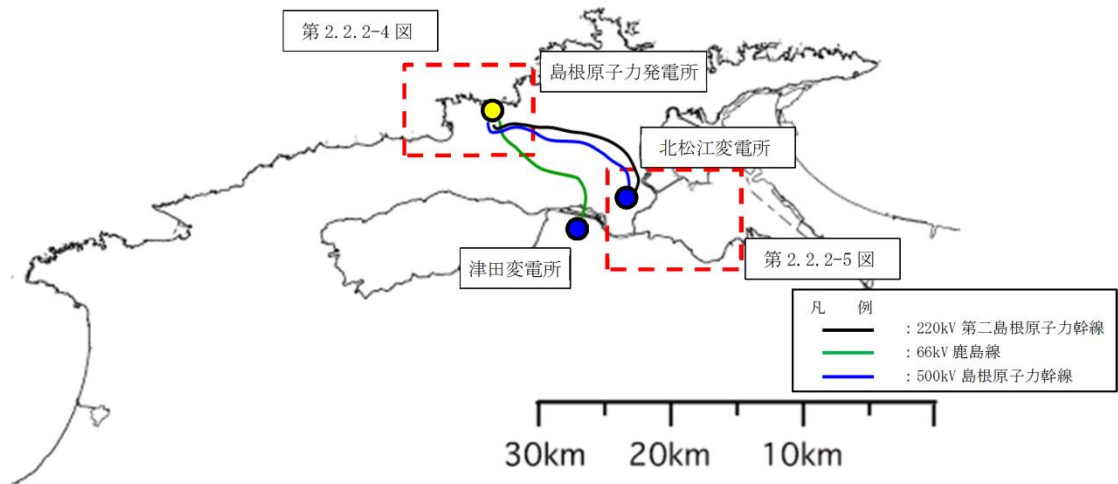 第2.2.2-4図
島根原子力発電所
北松江変電所
津田変電所
第2.2.2-5図
凡 例
：220kV 第二島根原子力幹線
：66kV 鹿島線
：500kV 島根原子力幹線
30km 20km 10km